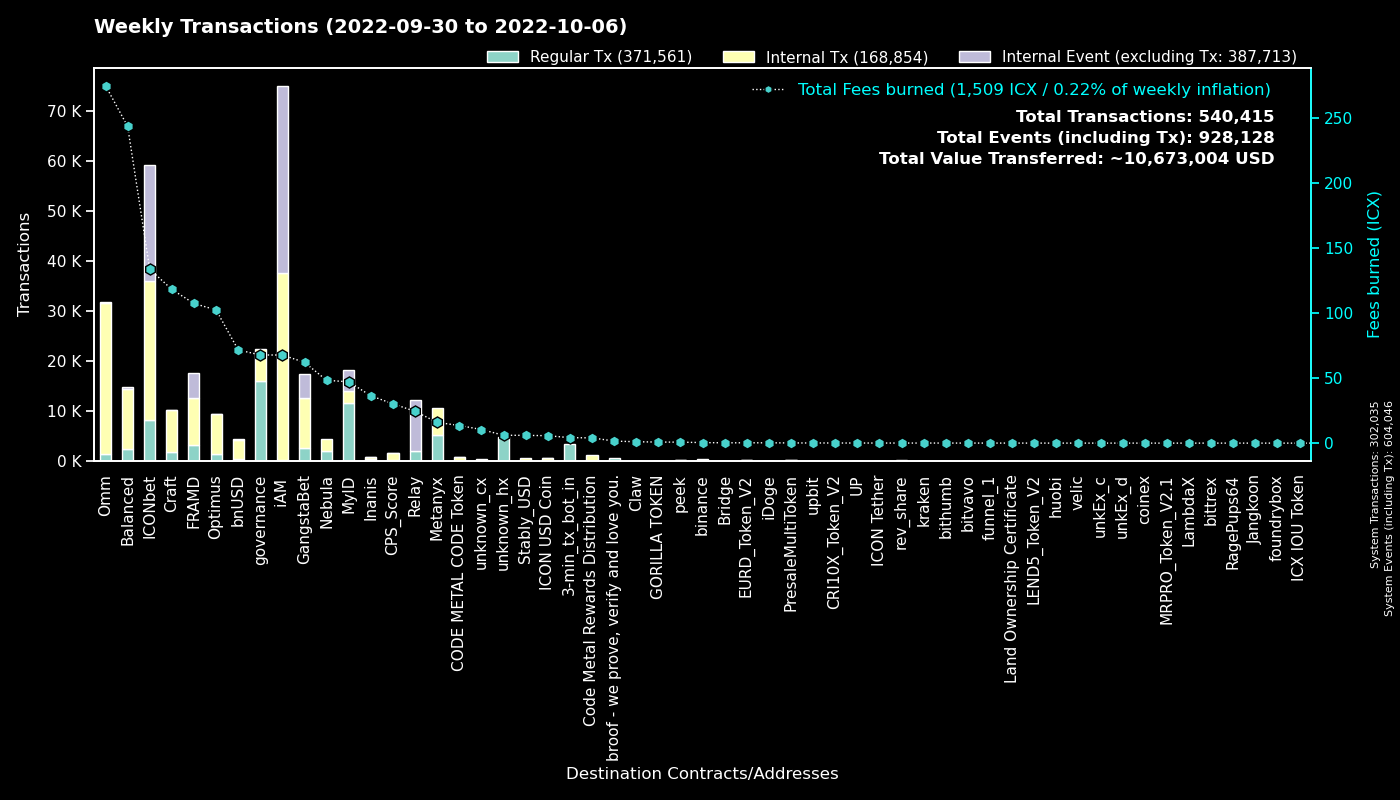 Weekly Transactions (2022-09-30 to 2022-10-06)
Regular Tx (371,561)
Internal Tx (168,854)
Internal Event (excluding Tx: 387,713)
Total Fees burned (1,509 ICX / 0.22% of weekly inflation)
Total Transactions: 540,415
Total Events (including Tx): 928,128
Total Value Transferred: ~10,673,004 USD
Transactions
70 K
60 K
50 K
40 K
30 K
20 K
10 K
0 K
250
200
150
100
50
0
Fees burned (ICX)
System Transactions: 302,035
System Events (including Tx): 604,046
Omm
Balanced
ICONbet
Craft
FRAMD
Optimus
bnUSD
governance
iAM
GangstaBet
Nebula
MyID
Inanis
CPS_Score
Relay
Metanyx
CODE METAL CODE Token
unknown_cx
unknown_hx
Stably_USD
ICON USD Coin
3-min_tx_bot_in
Code Metal Rewards Distribution
broof - we prove, verify and love you.
Claw
GORILLA TOKEN
peek
binance
Bridge
EURD_Token_V2
iDoge
PresaleMultiToken
upbit
CRI10X_Token_V2
UP
ICON Tether
rev_share
kraken
bithumb
bitvavo
funnel_1
Land Ownership Certificate
LEND5_Token_V2
huobi
velic
unkEx_c
unkEx_d
coinex
MRPRO_Token_V2.1
LambdaX
bittrex
RagePups64
Jangkoon
foundrybox
ICX IOU Token
Destination Contracts/Addresses